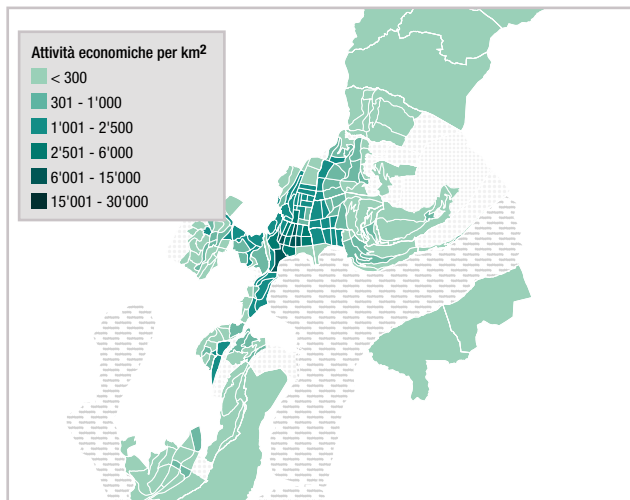 Attività economiche per km²
< 300
301 - 1'000
1'001 - 2'500
2'501 - 6'000
6'001 - 15'000
15'001 - 30'000